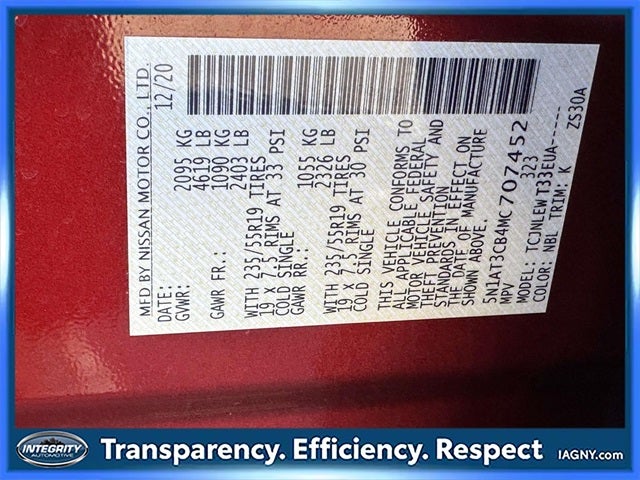 MFD BY NISSAN MOTOR CO., LTD.
DATE: 12/20
GVWR: 2095 KG
4619 LB
GAWR FR.: 1090 KG
2403 LB
WITH 235/55R19 TIRES
19 X 7.5 RIMS AT 33 PSI
COLD SINGLE
GAWR RR.: 1055 KG
2326 LB
WITH 235/55R19 TIRES
19 X 7.5 RIMS AT 30 PSI
COLD SINGLE
THIS VEHICLE CONFORMS TO
ALL APPLICABLE FEDERAL
MOTOR VEHICLE SAFETY AND
THEFT PREVENTION
STANDARDS IN EFFECT ON
THE DATE OF MANUFACTURE
SHOWN ABOVE.
5N1AT3CB4MC707452
MPV 323
MODEL: TCJNLEWT33EUA-----
COLOR: NBL TRIM: K
ZS30A
INTEGRITY
AUTOMOTIVE
Transparency. Efficiency. Respect
IAGNY.COM